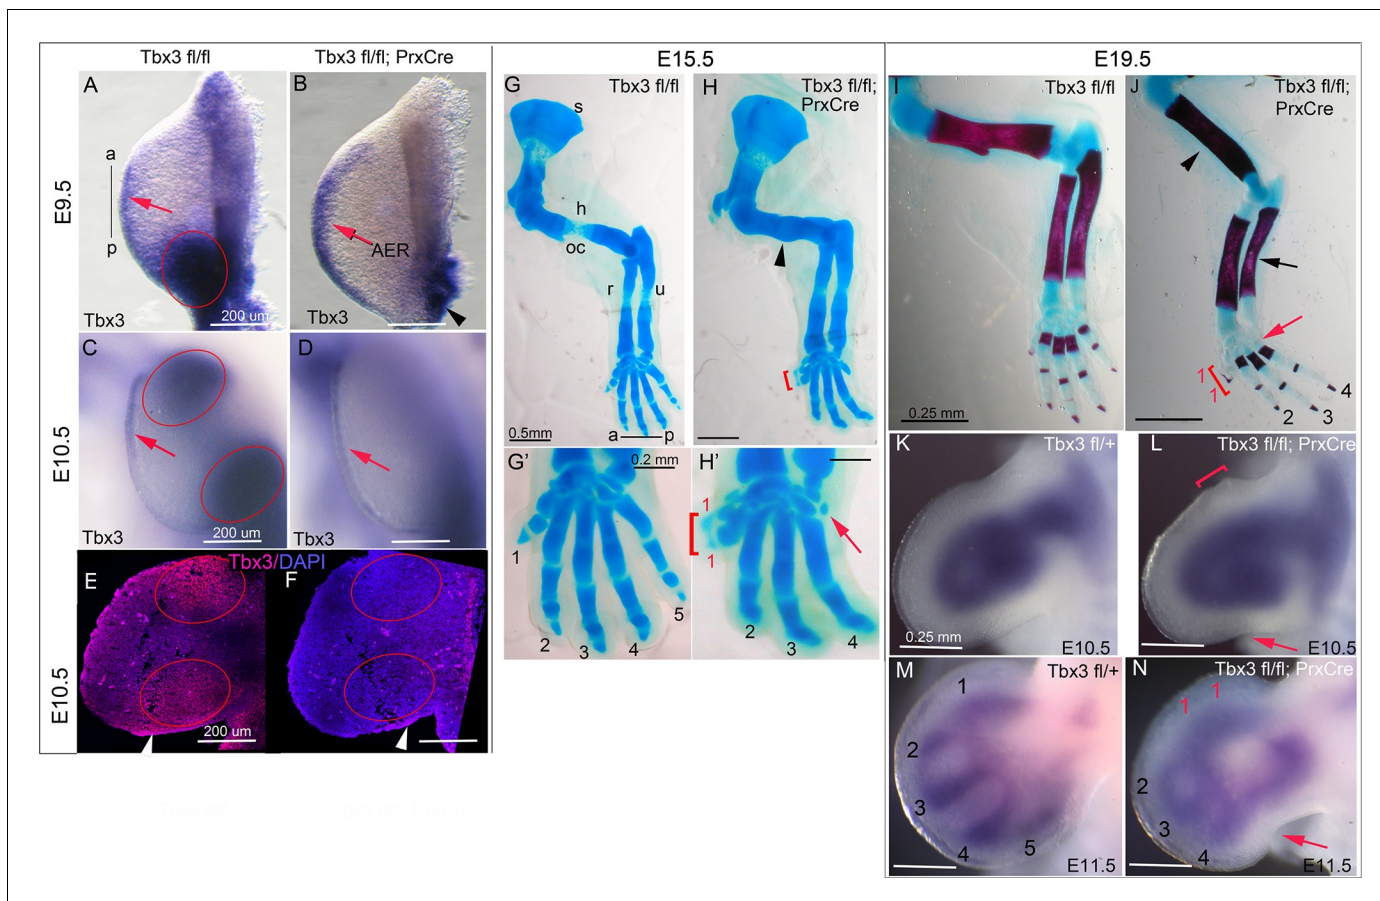 Tbx3 fl/fl
Tbx3 fl/fl; PrxCre
E9.5
A
a
p
Tbx3
200 um
B
AER
Tbx3
E10.5
C
Tbx3
200 um
D
Tbx3
E10.5
Tbx3/DAPI
E
200 um
F
E15.5
G
Tbx3 fl/fl
s
h
oc
r
u
0.5mm
a
p
H
Tbx3 fl/fl;
PrxCre
G'
0.2 mm
1
2
3
4
5
H'
1
1
2
3
4
E19.5
I
Tbx3 fl/fl
0.25 mm
J
Tbx3 fl/fl;
PrxCre
1
1
2
3
4
K
Tbx3 fl/+
0.25 mm
E10.5
L
Tbx3 fl/fl; PrxCre
E10.5
M
Tbx3 fl/+
1
2
3
4
5
E11.5
N
Tbx3 fl/fl; PrxCre
1
1
2
3
4
E11.5